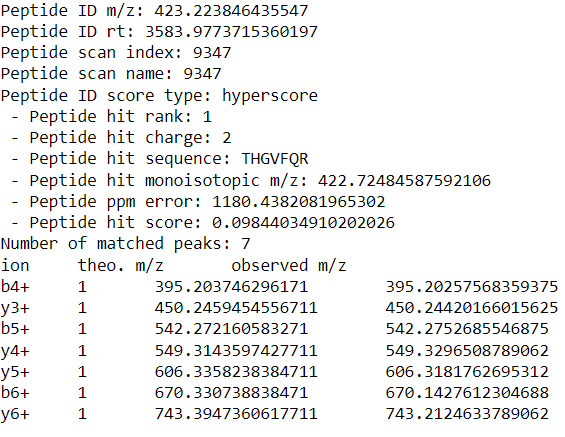 Peptide ID m/z: 423.223846435547
Peptide ID rt: 3583.9773715360197
Peptide scan index: 9347
Peptide scan name: 9347
Peptide ID score type: hyperscore
 - Peptide hit rank: 1
 - Peptide hit charge: 2
 - Peptide hit sequence: THGVFQR
 - Peptide hit monoisotopic m/z: 422.72484587592106
 - Peptide ppm error: 1180.4382081965302
 - Peptide hit score: 0.09844034910202026
Number of matched peaks: 7
ion theo. m/z observed m/z
b4+ 1 395.203746296171 395.20257568359375
y3+ 1 450.2459454556711 450.24420166015625
b5+ 1 542.272160583271 542.2752685546875
y4+ 1 549.3143597427711 549.3296508789062
y5+ 1 606.3358238384711 606.3181762695312
b6+ 1 670.330738838471 670.1427612304688
y6+ 1 743.3947360617711 743.2124633789062